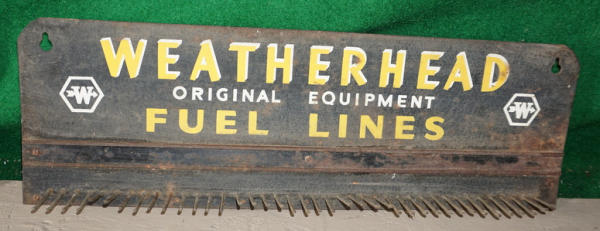 WEATHERHEAD
ORIGINAL EQUIPMENT
W W
FUEL LINES